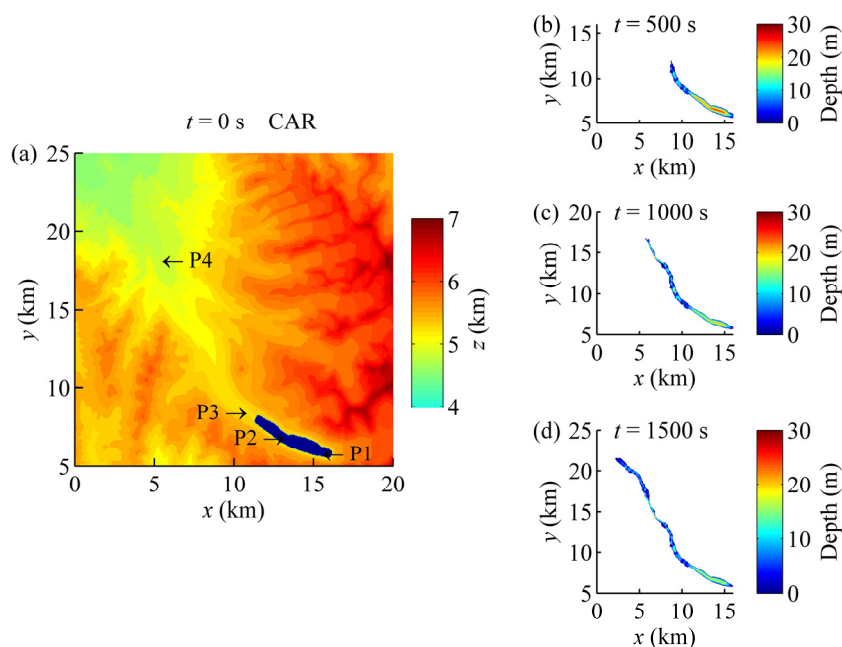 t = 0 s CAR
(a)
25
20
15
10
5
y (km)
0 5 10 15 20
x (km)
← P4
P3 →
P2 →
← P1
7
6
5
4
z (km)
(b)
t = 500 s
15
10
5
y (km)
0 5 10 15
x (km)
30
20
10
0
Depth (m)
(c)
t = 1000 s
20
15
10
5
y (km)
0 5 10 15
x (km)
30
20
10
0
Depth (m)
(d)
t = 1500 s
25
20
15
10
5
y (km)
0 5 10 15
x (km)
30
20
10
0
Depth (m)